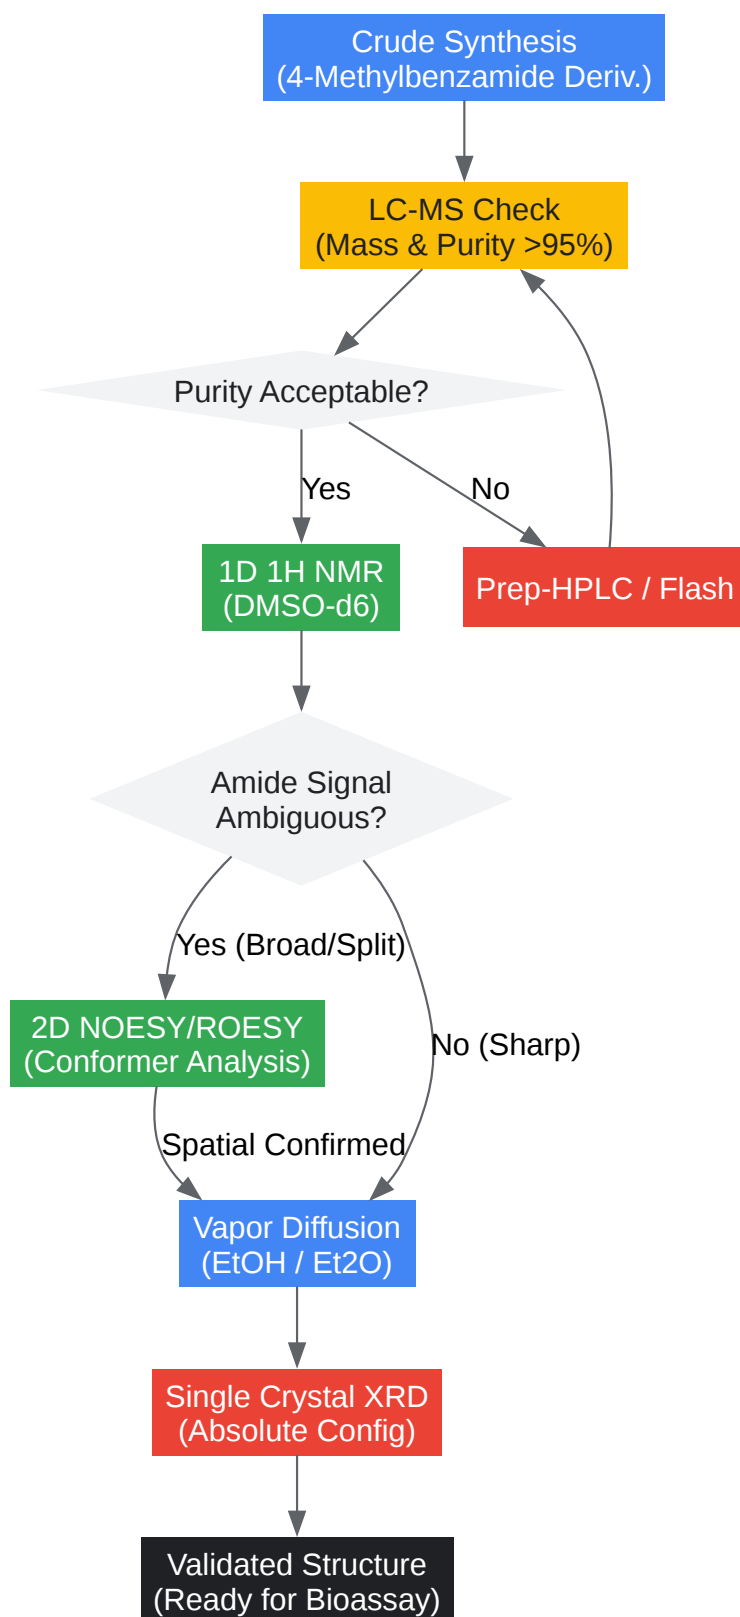 Crude Synthesis
(4-Methylbenzamide Deriv.)
LC-MS Check
(Mass & Purity >95%)
Purity Acceptable?
Yes
No
1D 1H NMR
(DMSO-d6)
Prep-HPLC / Flash
Amide Signal
Ambiguous?
Yes (Broad/Split)
2D NOESY/ROESY
(Conformer Analysis)
No (Sharp)
Spatial Confirmed
Vapor Diffusion
(EtOH / Et2O)
Single Crystal XRD
(Absolute Config)
Validated Structure
(Ready for Bioassay)